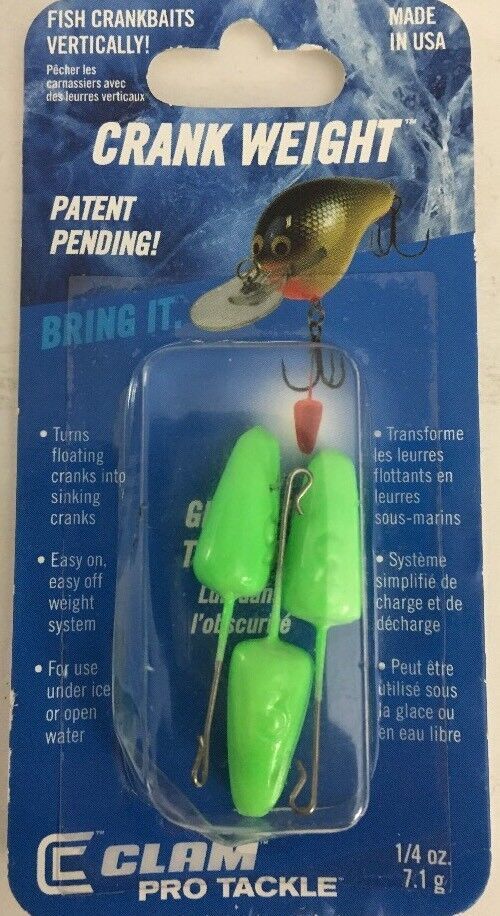 FISH CRANKBAITS
VERTICALLY!
Pêcher les
carnassiers avec
des leurres verticaux
MADE
IN USA
CRANK WEIGHT™
PATENT
PENDING!
BRING IT.
• Turns
floating
cranks into
sinking
cranks
• Easy on,
easy off
weight
system
• For use
under ice
or open
water
l'obscurité
• Transforme
les leurres
flottants en
leurres
sous-marins
• Système
simplifié de
charge et de
décharge
• Peut être
utilisé sous
la glace ou
en eau libre
CLAM™
PRO TACKLE™
1/4 oz.
7.1 g